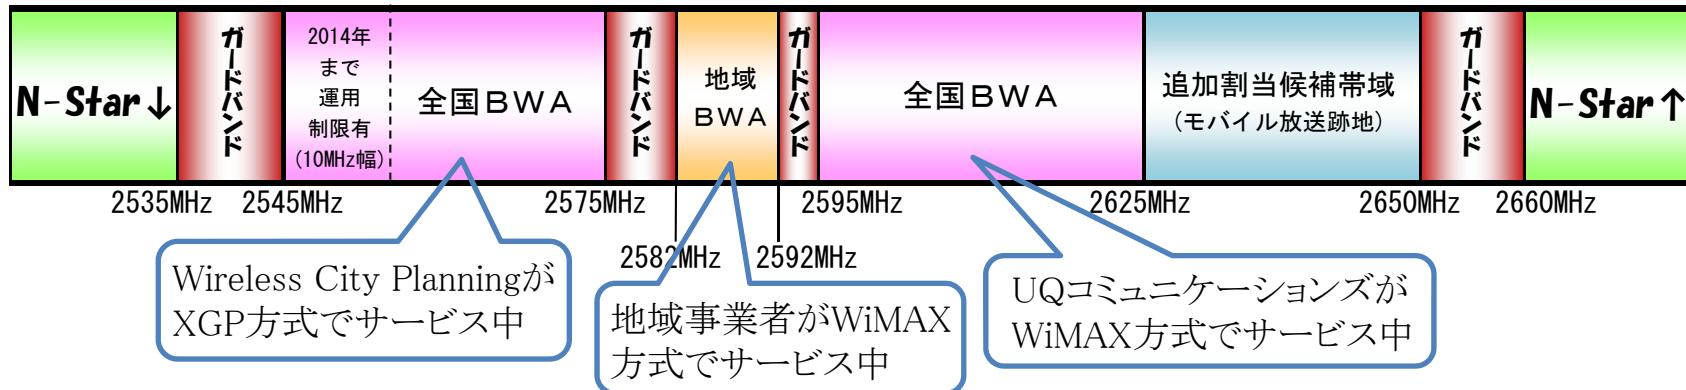 N-Star↓
ガードバンド
2014年
まで
運用
制限有
(10MHz幅)
全国ＢＷＡ
ガードバンド
地域
ＢＷＡ
ガードバンド
全国ＢＷＡ
追加割当候補帯域
(モバイル放送跡地)
ガードバンド
N-Star↑
2535MHz
2545MHz
2575MHz
2595MHz
2625MHz
2650MHz
2660MHz
2582MHz
2592MHz
Wireless City Planningが
XGP方式でサービス中
地域事業者がWiMAX
方式でサービス中
UQコミュニケーションズが
WiMAX方式でサービス中